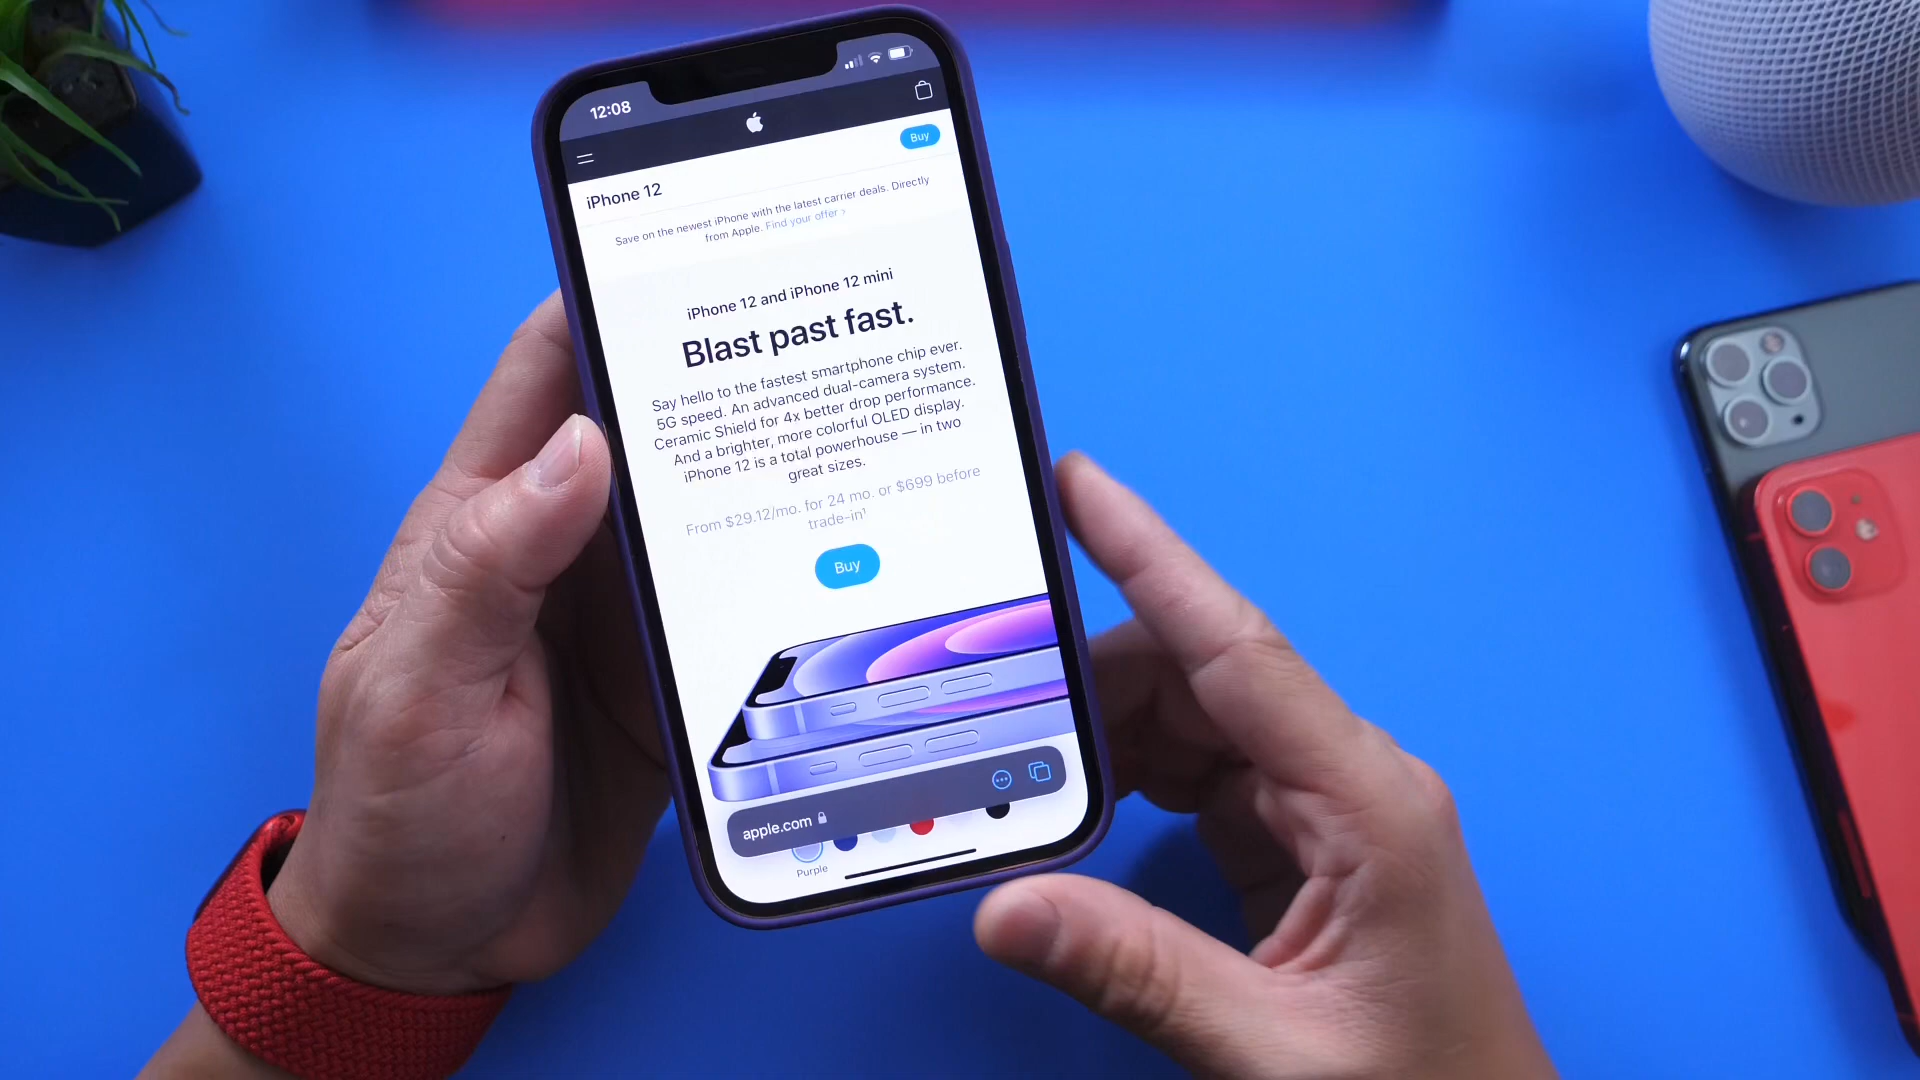 12:08
Buy
iPhone 12
Save on the newest iPhone with the latest carrier deals. Directly
from Apple. Find your offer >
iPhone 12 and iPhone 12 mini
Blast past fast.
Say hello to the fastest smartphone chip ever.
5G speed. An advanced dual-camera system.
Ceramic Shield for 4x better drop performance.
And a brighter, more colorful OLED display.
iPhone 12 is a total powerhouse — in two
great sizes.
From $29.12/mo. for 24 mo. or $699 before
trade-in¹
Buy
apple.com
Purple